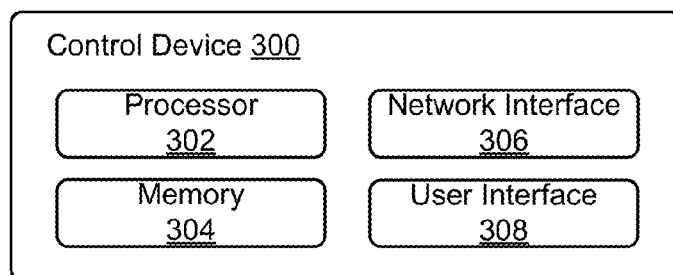 Control Device 300
Processor
302
Network Interface
306
Memory
304
User Interface
308